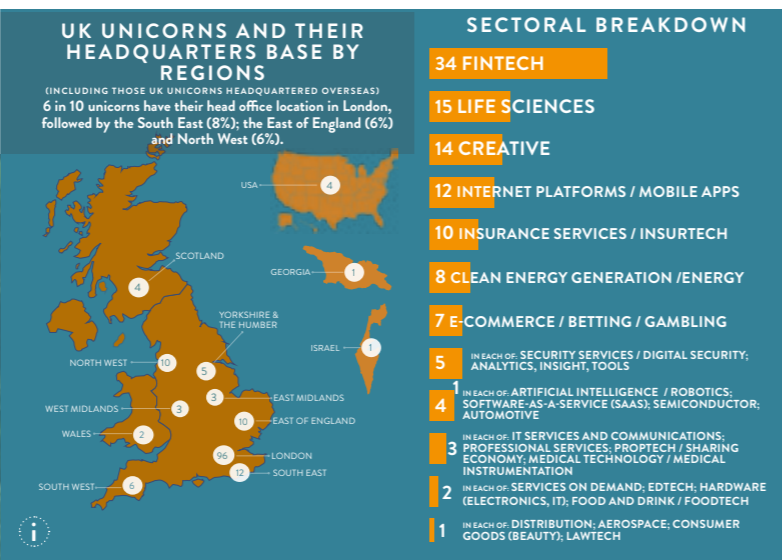 UK UNICORNS AND THEIR
HEADQUARTERS BASE BY
REGIONS
(INCLUDING THOSE UK UNICORNS HEADQUARTERED OVERSEAS)
6 in 10 unicorns have their head office location in London,
followed by the South East (8%); the East of England (6%)
and North West (6%).
USA
4
SCOTLAND
4
GEORGIA
1
YORKSHIRE &
THE HUMBER
5
ISRAEL
1
NORTH WEST
10
3
EAST MIDLANDS
WEST MIDLANDS
3
10
EAST OF ENGLAND
WALES
2
96
LONDON
12
SOUTH EAST
SOUTH WEST
6
i
SECTORAL BREAKDOWN
34 FINTECH
15 LIFE SCIENCES
14 CREATIVE
12 INTERNET PLATFORMS / MOBILE APPS
10 INSURANCE SERVICES / INSURTECH
8 CLEAN ENERGY GENERATION /ENERGY
7 E-COMMERCE / BETTING / GAMBLING
5 IN EACH OF: SECURITY SERVICES / DIGITAL SECURITY;
ANALYTICS, INSIGHT, TOOLS
1
4 IN EACH OF: ARTIFICIAL INTELLIGENCE / ROBOTICS;
SOFTWARE-AS-A-SERVICE (SAAS); SEMICONDUCTOR;
AUTOMOTIVE
3 IN EACH OF: IT SERVICES AND COMMUNICATIONS;
PROFESSIONAL SERVICES; PROPTECH / SHARING
ECONOMY; MEDICAL TECHNOLOGY / MEDICAL
INSTRUMENTATION
2 IN EACH OF: SERVICES ON DEMAND; EDTECH; HARDWARE
(ELECTRONICS, IT); FOOD AND DRINK / FOODTECH
1 IN EACH OF: DISTRIBUTION; AEROSPACE; CONSUMER
GOODS (BEAUTY); LAWTECH